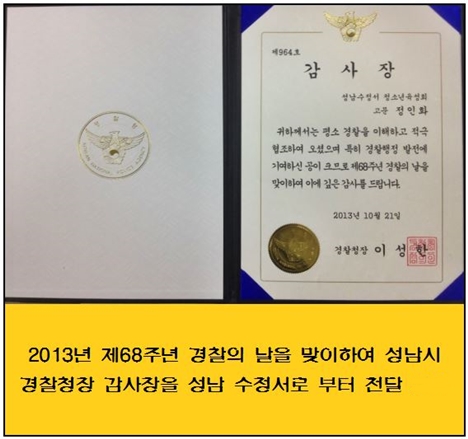 경찰청
KOREAN NATIONAL POLICE AGENCY
제964호
감 사 장
성남수정서 청소년육성회
고문 정인화
귀하께서는 평소 경찰을 이해하고 적극
협조하여 오셨으며 특히 경찰행정 발전에
기여하신 공이 크므로 제68주년 경찰의 날을
맞이하여 이에 깊은 감사를 드립니다.
2013년 10월 21일
경찰청장 이성한
2013년 제68주년 경찰의 날을 맞이하여 성남시
경찰청장 감사장을 성남 수정서로 부터 전달